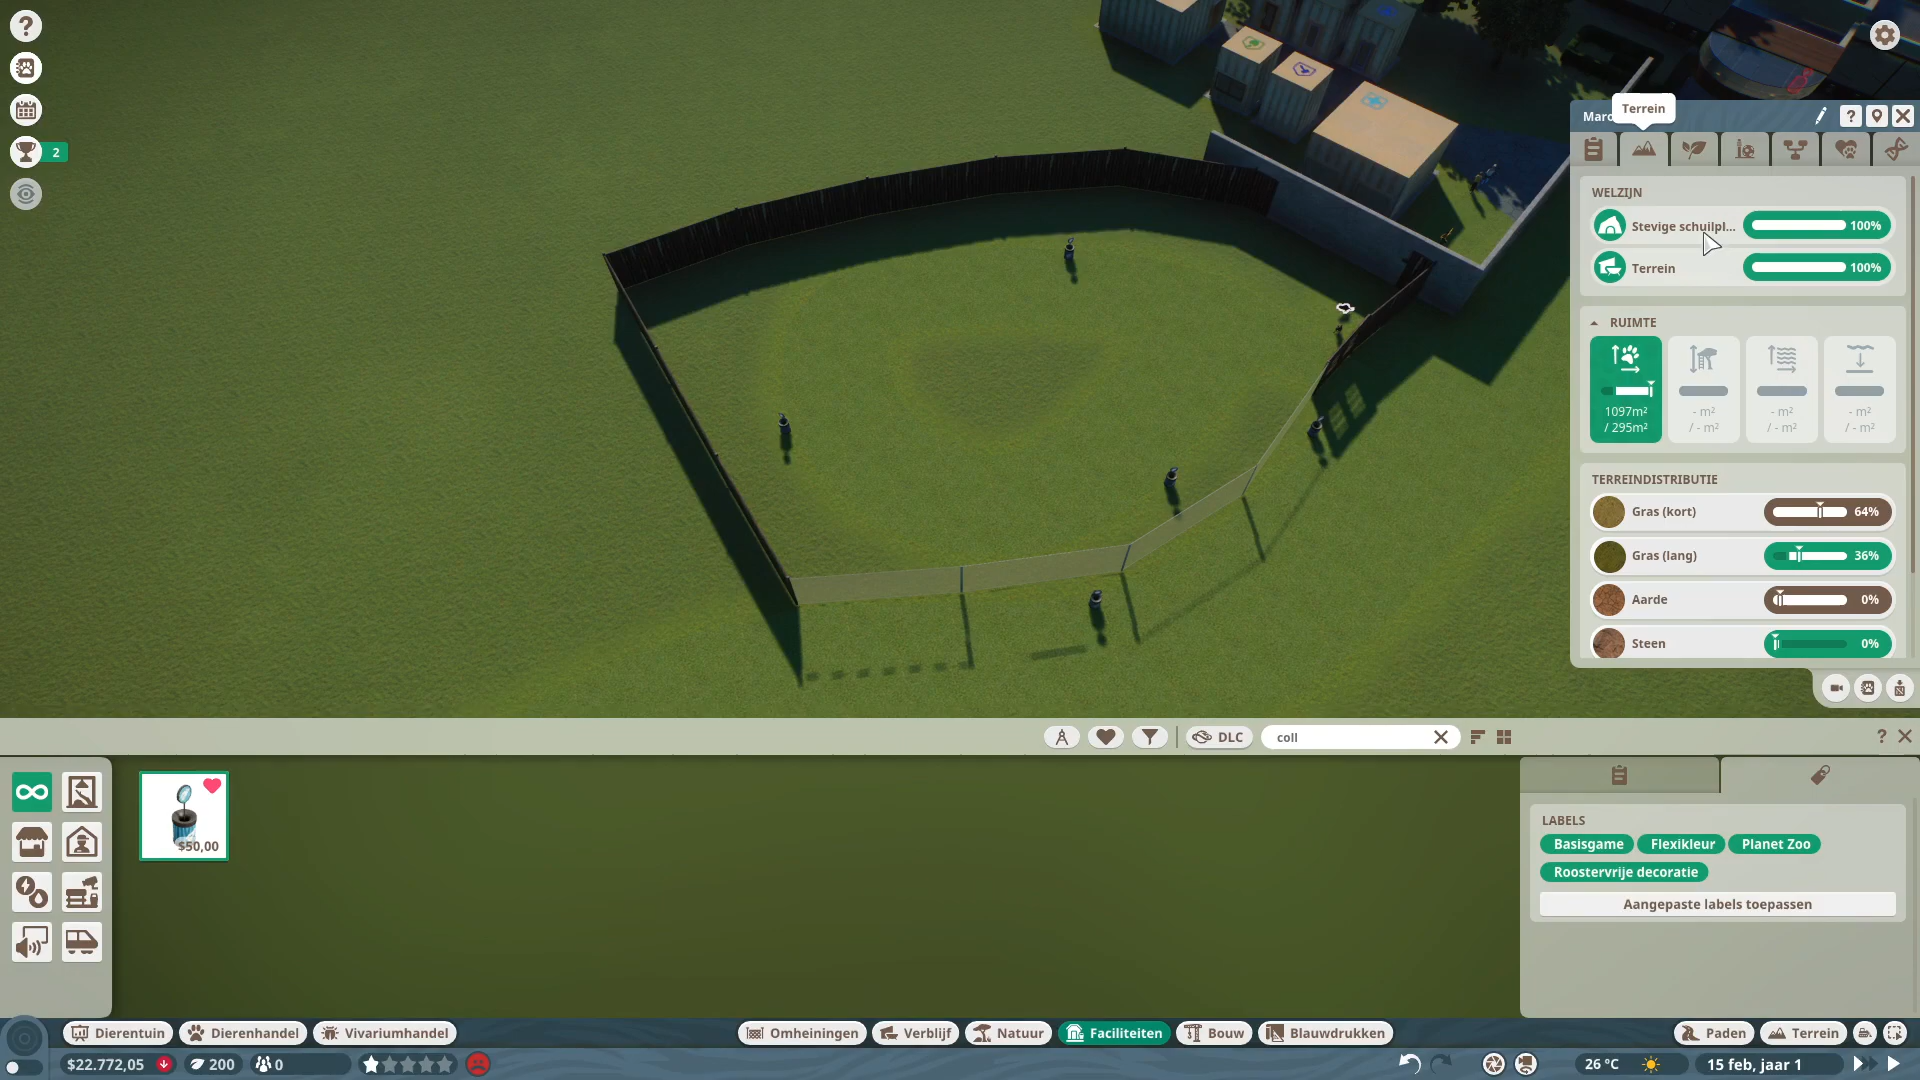 2
Terrein
Maro
WELZIJN
Stevige schuilpl... 100%
Terrein 100%
RUIMTE
1097m² / 295m²
- m² / - m²
- m² / - m²
- m² / - m²
TERREINDISTRIBUTIE
Gras (kort) 64%
Gras (lang) 36%
Aarde 0%
Steen 0%
DLC
coll
$50,00
LABELS
Basisgame Flexikleur Planet Zoo
Roostervrije decoratie
Aangepaste labels toepassen
Dierentuin Dierenhandel Vivariumhandel Omheiningen Verblijf Natuur Faciliteiten Bouw Blauwdrukken Paden Terrein
$22.772,05 200 0 26 °C 15 feb, jaar 1